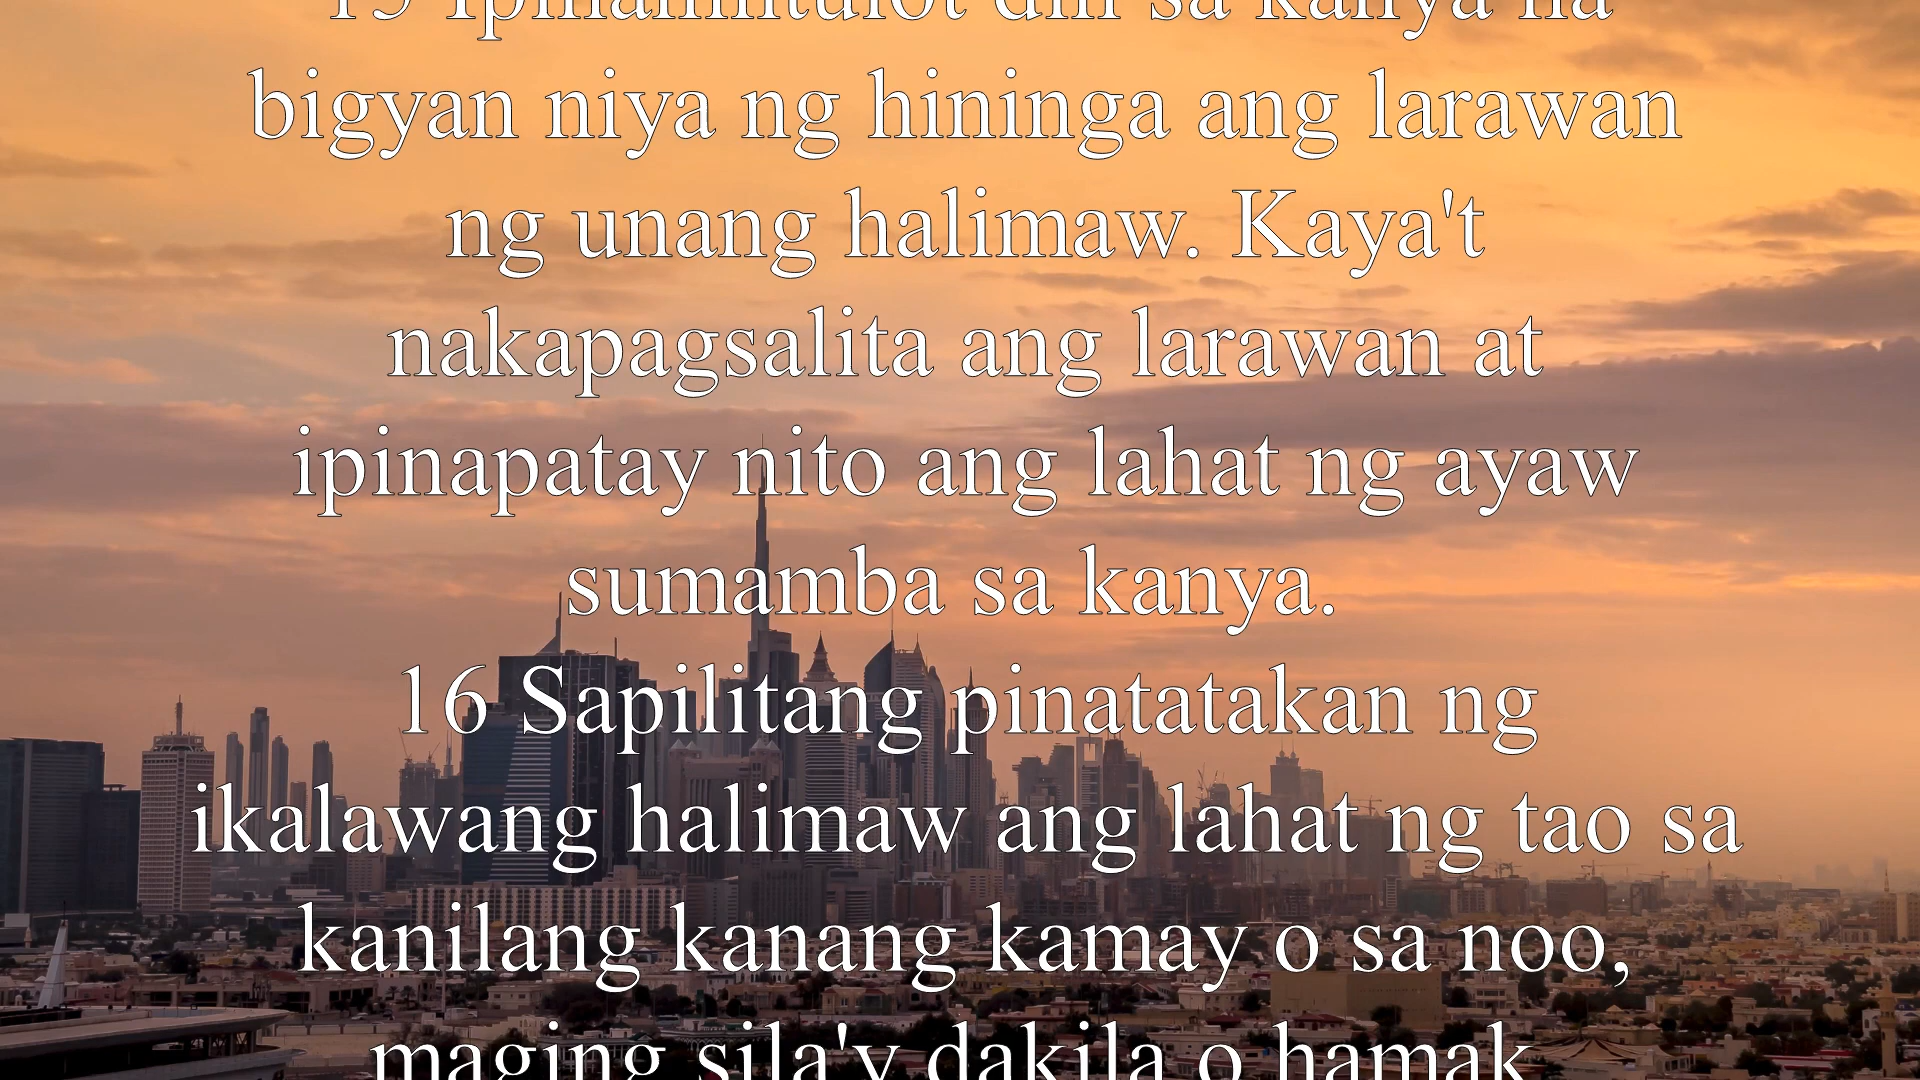 15 Ipinahintulot din sa kanya na
bigyan niya ng hininga ang larawan
ng unang halimaw. Kaya't
nakapagsalita ang larawan at
ipinapatay nito ang lahat ng ayaw
sumamba sa kanya.
16 Sapilitang pinatatakan ng
ikalawang halimaw ang lahat ng tao sa
kanilang kanang kamay o sa noo,
maging sila'y dakila o hamak